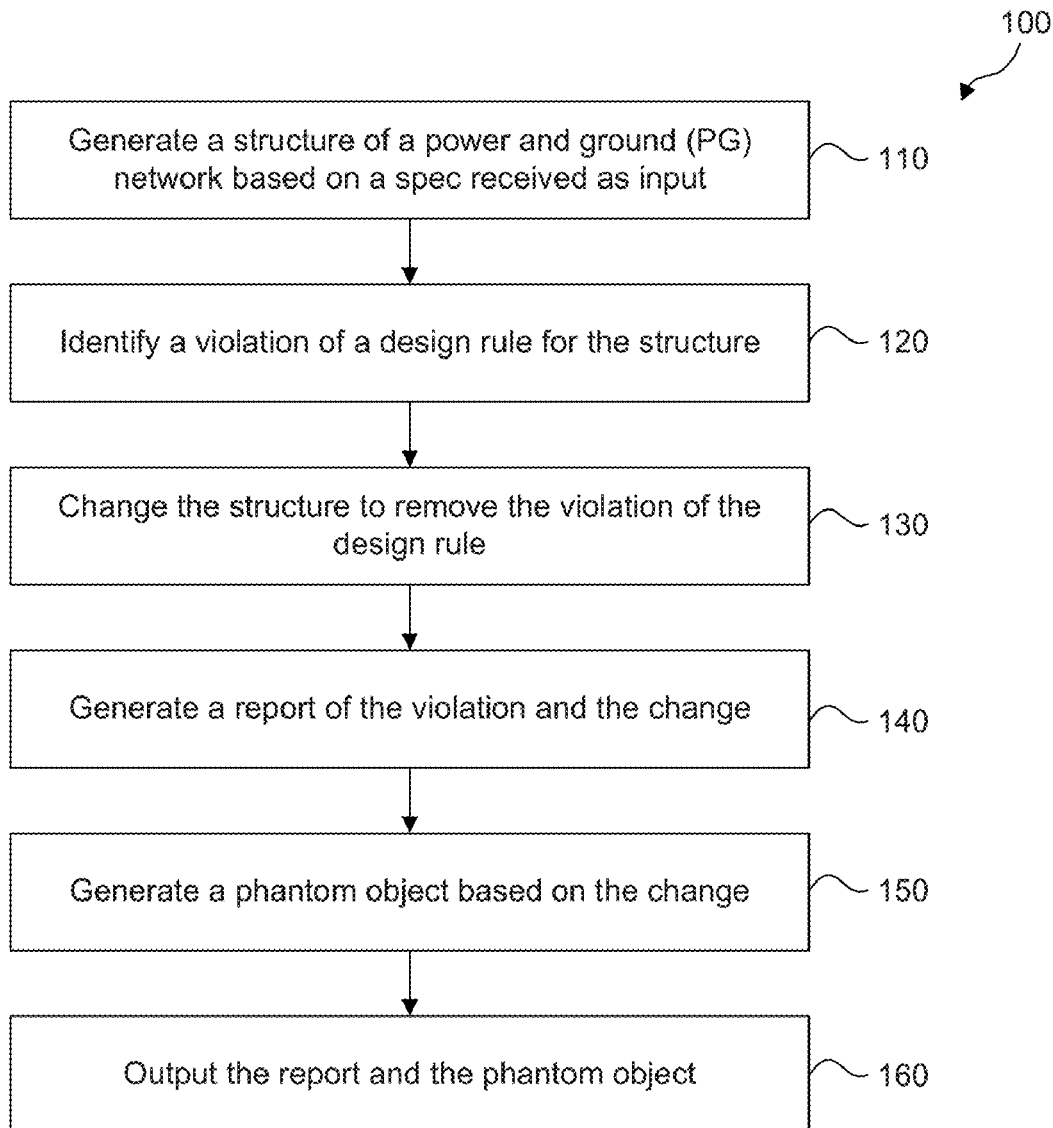 100
Generate a structure of a power and ground (PG)
network based on a spec received as input
110
Identify a violation of a design rule for the structure
120
Change the structure to remove the violation of the
design rule
130
Generate a report of the violation and the change
140
Generate a phantom object based on the change
150
Output the report and the phantom object
160